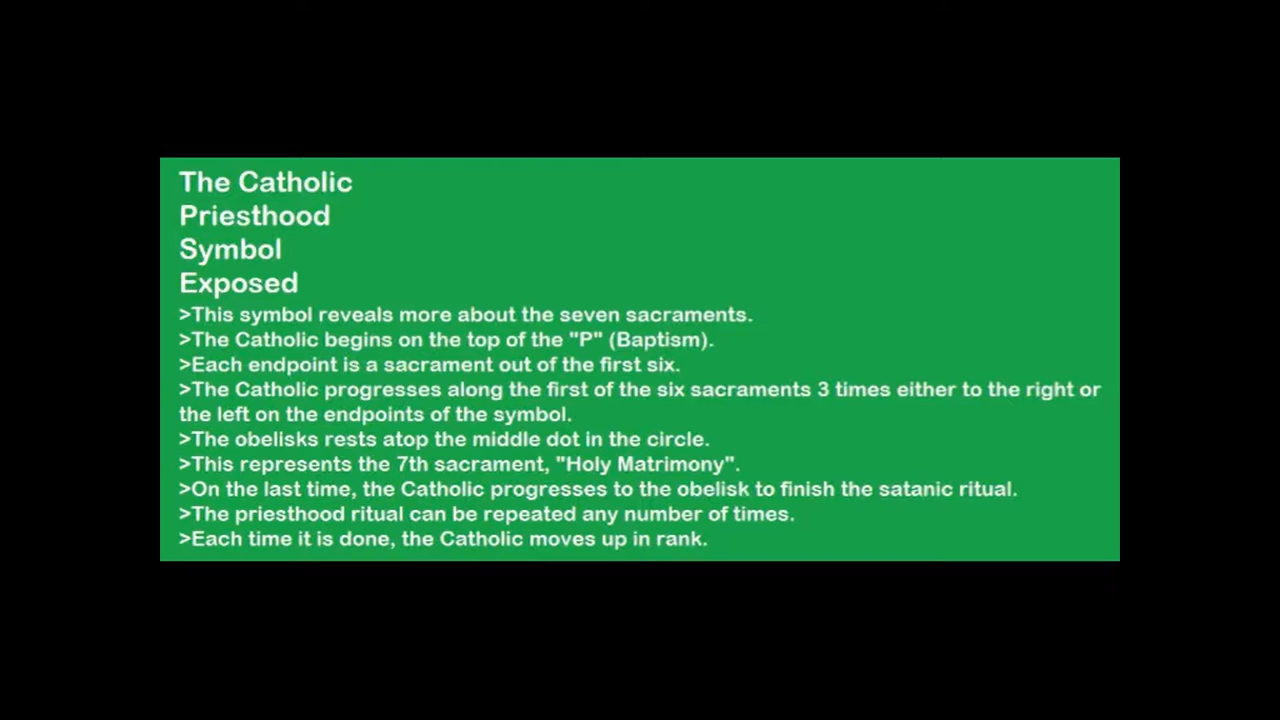 The Catholic
Priesthood
Symbol
Exposed
>This symbol reveals more about the seven sacraments.
>The Catholic begins on the top of the "P" (Baptism).
>Each endpoint is a sacrament out of the first six.
>The Catholic progresses along the first of the six sacraments 3 times either to the right or
the left on the endpoints of the symbol.
>The obelisks rests atop the middle dot in the circle.
>This represents the 7th sacrament, "Holy Matrimony".
>On the last time, the Catholic progresses to the obelisk to finish the satanic ritual.
>The priesthood ritual can be repeated any number of times.
>Each time it is done, the Catholic moves up in rank.